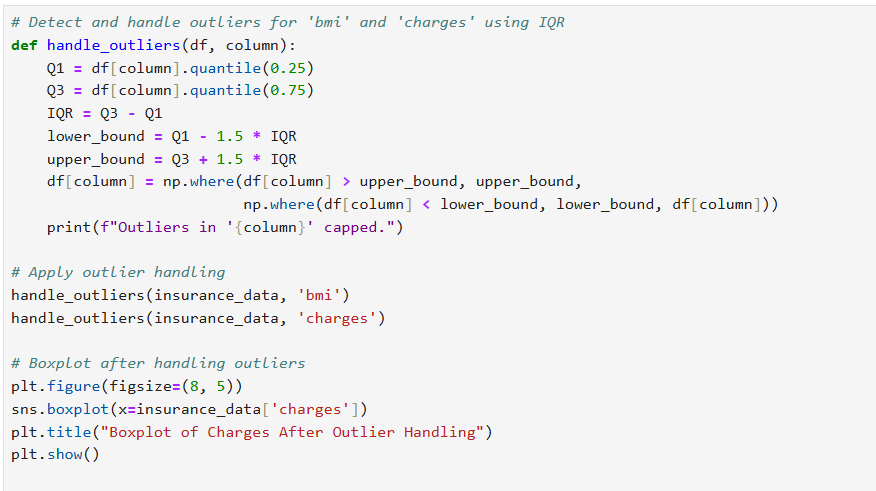 # Detect and handle outliers for 'bmi' and 'charges' using IQR
def handle_outliers(df, column):
    Q1 = df[column].quantile(0.25)
    Q3 = df[column].quantile(0.75)
    IQR = Q3 - Q1
    lower_bound = Q1 - 1.5 * IQR
    upper_bound = Q3 + 1.5 * IQR
    df[column] = np.where(df[column] > upper_bound, upper_bound,
                          np.where(df[column] < lower_bound, lower_bound, df[column]))
    print(f"Outliers in '{column}' capped.")

# Apply outlier handling
handle_outliers(insurance_data, 'bmi')
handle_outliers(insurance_data, 'charges')

# Boxplot after handling outliers
plt.figure(figsize=(8, 5))
sns.boxplot(x=insurance_data['charges'])
plt.title("Boxplot of Charges After Outlier Handling")
plt.show()